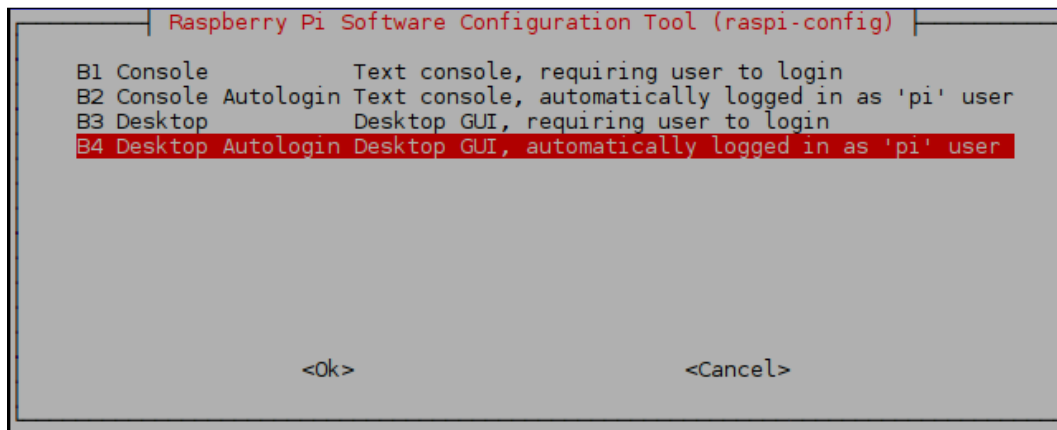 Raspberry Pi Software Configuration Tool (raspi-config)
B1 Console Text console, requiring user to login
B2 Console Autologin Text console, automatically logged in as 'pi' user
B3 Desktop Desktop GUI, requiring user to login
B4 Desktop Autologin Desktop GUI, automatically logged in as 'pi' user
<Ok> <Cancel>